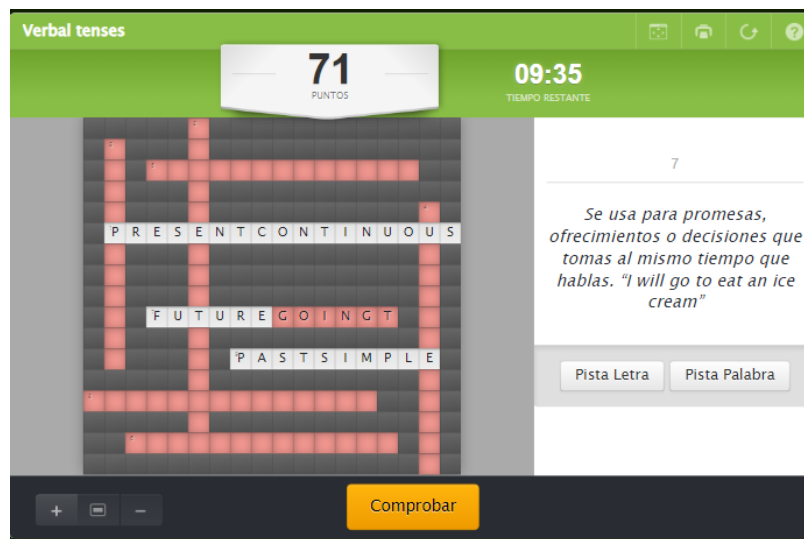 Verbal tenses
71
PUNTOS
09:35
TIEMPO RESTANTE
7
Se usa para promesas,
ofrecimientos o decisiones que
tomas al mismo tiempo que
hablas. “I will go to eat an ice
cream”
PRESENTCONTINUOUS
FUTUREGOINGT
PASTSIMPLE
Pista Letra
Pista Palabra
Comprobar